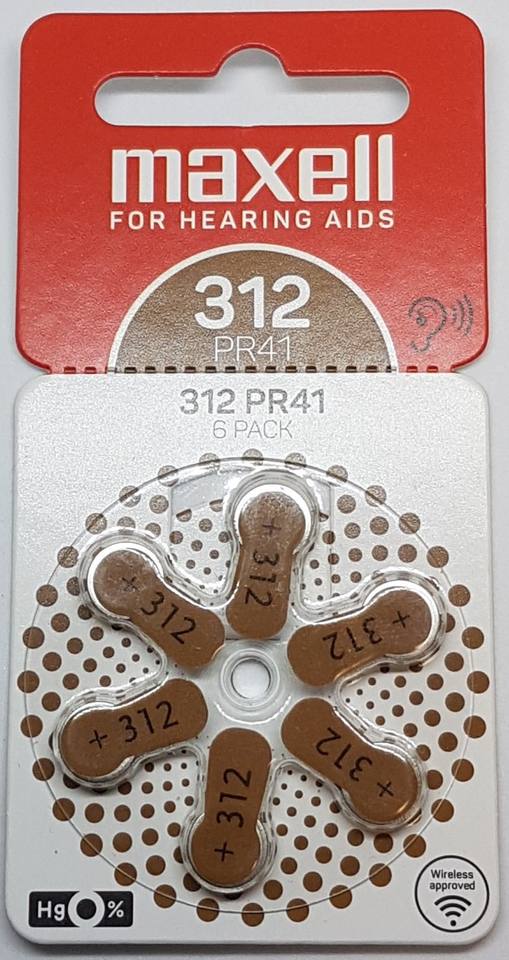 maxell
FOR HEARING AIDS
312
PR41
312 PR41
6 PACK
+ 312
+ 312
+ 312
+ 312
+ 312
+ 312
Hg 0 %
Wireless
approved